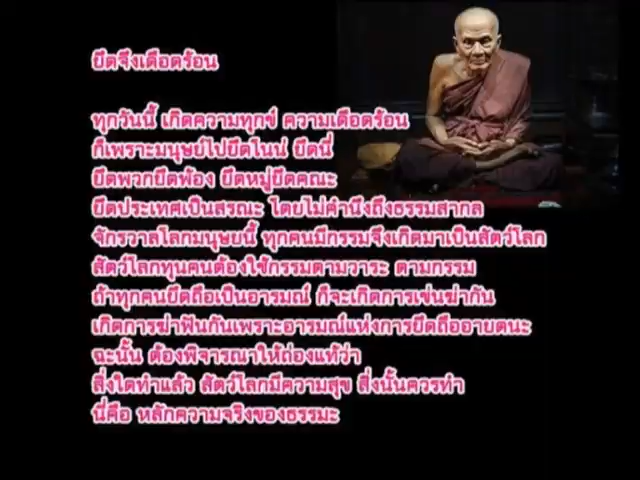 ยึดจึงเดือดร้อน
ทุกวันนี้ เกิดความทุกข์ ความเดือดร้อน
ก็เพราะมนุษย์ไปยึดโน่น ยึดนี่
ยึดพวกยึดพ้อง ยึดหมู่ยึดคณะ
ยึดประเทศเป็นสรณะ โดยไม่คำนึงถึงธรรมสากล
จักรวาลโลกมนุษย์นี้ ทุกคนมีกรรมจึงเกิดมาเป็นสัตว์โลก
สัตว์โลกทุนคนต้องใช้กรรมตามวาระ ตามกรรม
ถ้าทุกคนยึดถือเป็นอารมณ์ ก็จะเกิดการเข่นฆ่ากัน
เกิดการฆ่าฟันกันเพราะอารมณ์แห่งการยึดถืออายตนะ
ฉะนั้น ต้องพิจารณาให้ถ่องแท้ว่า
สิ่งใดทำแล้ว สัตว์โลกมีความสุข สิ่งนั้นควรทำ
นี่คือ หลักความจริงของธรรมะ